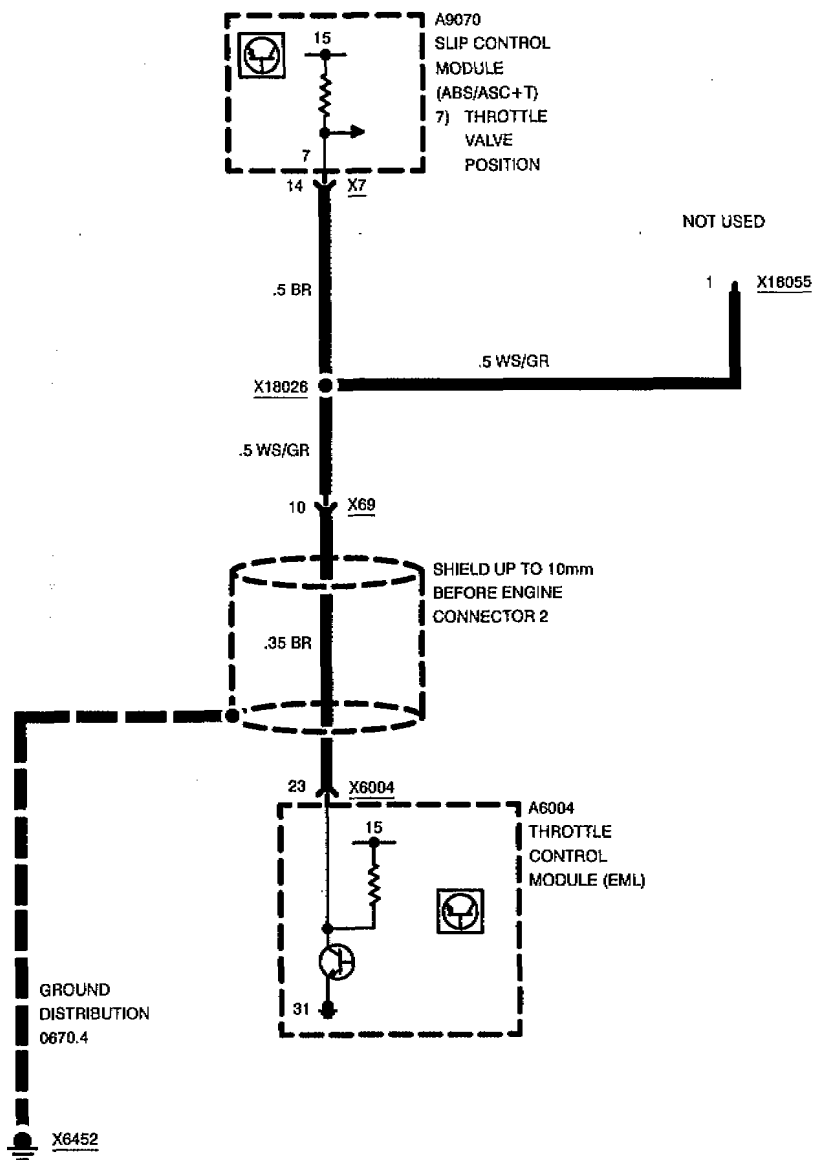 A9070
SLIP CONTROL
MODULE
(ABS/ASC+T)
7) THROTTLE
VALVE
POSITION
15
7
14 X7
NOT USED
.5 BR
1 X18055
.5 WS/GR
X18026
.5 WS/GR
10 X69
SHIELD UP TO 10mm
BEFORE ENGINE
CONNECTOR 2
.35 BR
23 X6004
A6004
THROTTLE
CONTROL
MODULE (EML)
15
31
GROUND
DISTRIBUTION
0670.4
X6452